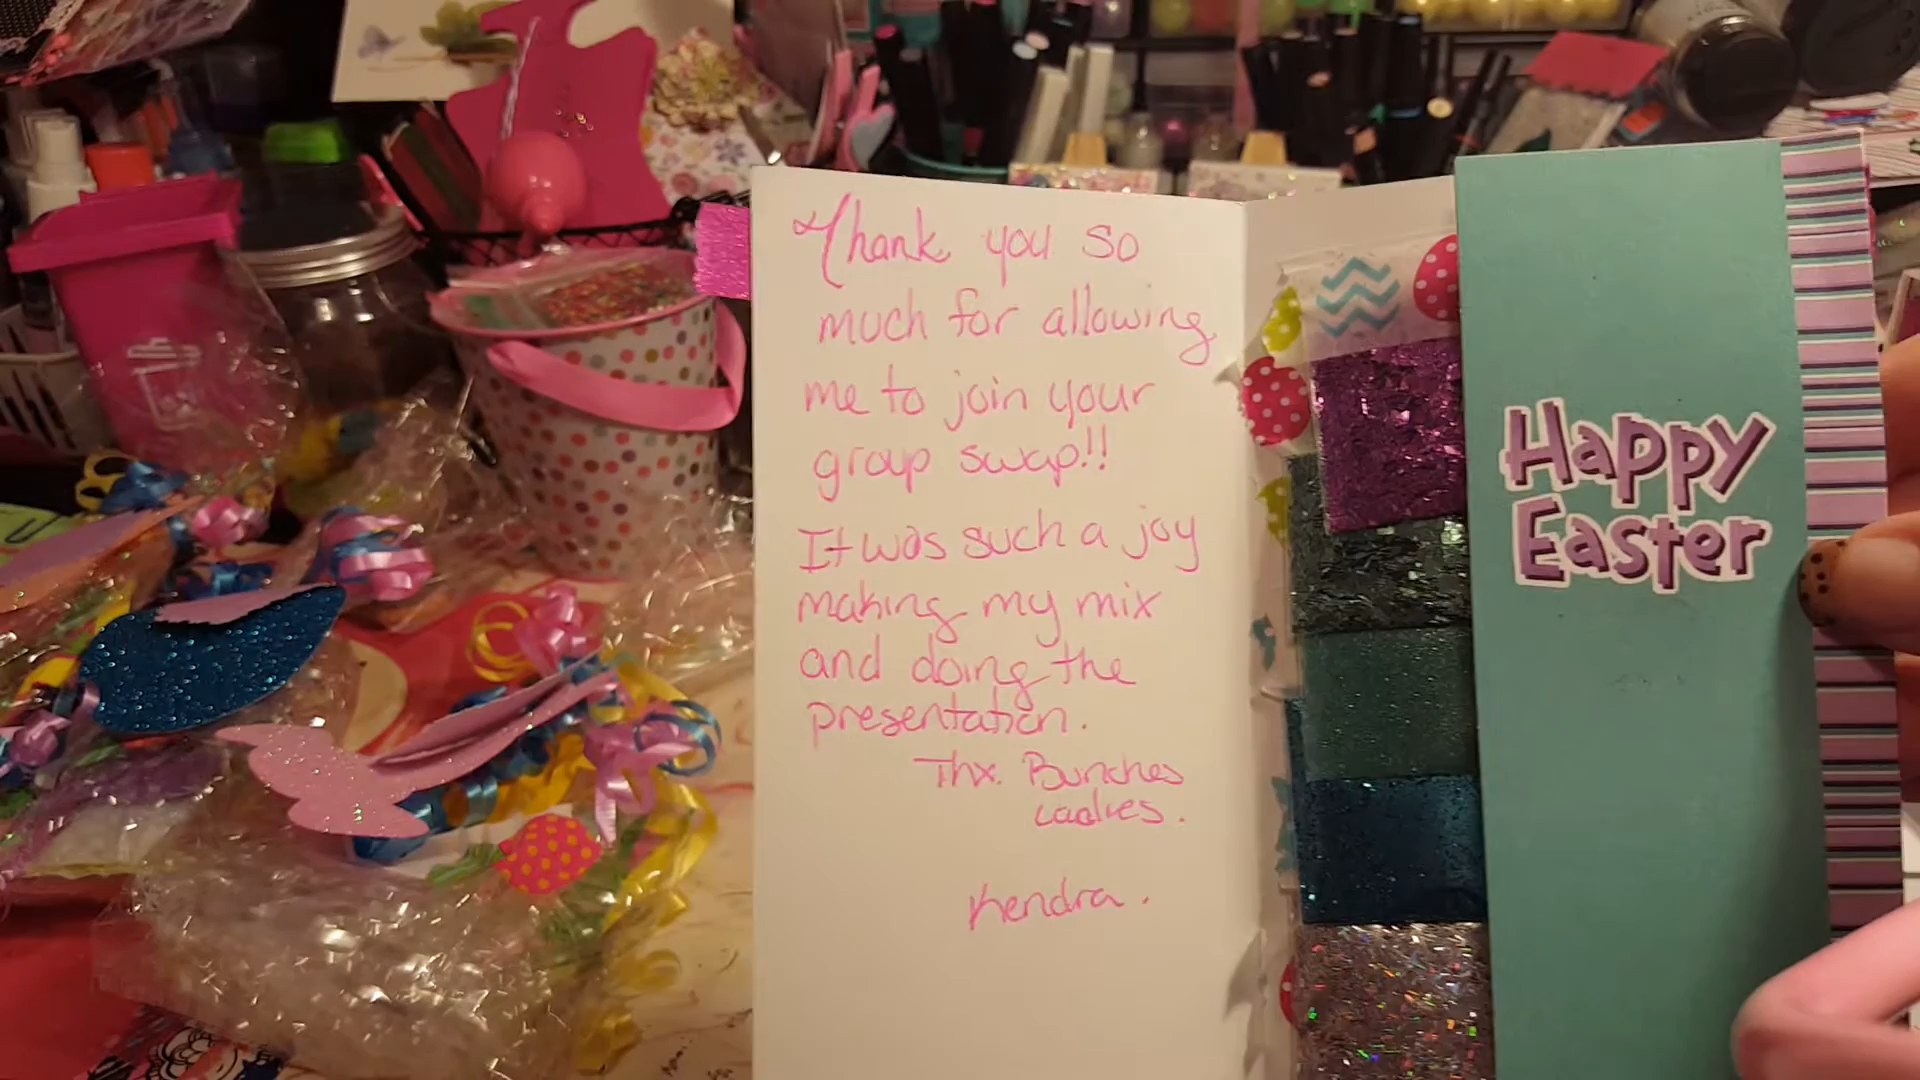 Thank you so
much for allowing
me to join your
group swap!!
It was such a joy
making my mix
and doing the
presentation.
Thx. Bunches
Ladies.
Kendra.
Happy
Easter